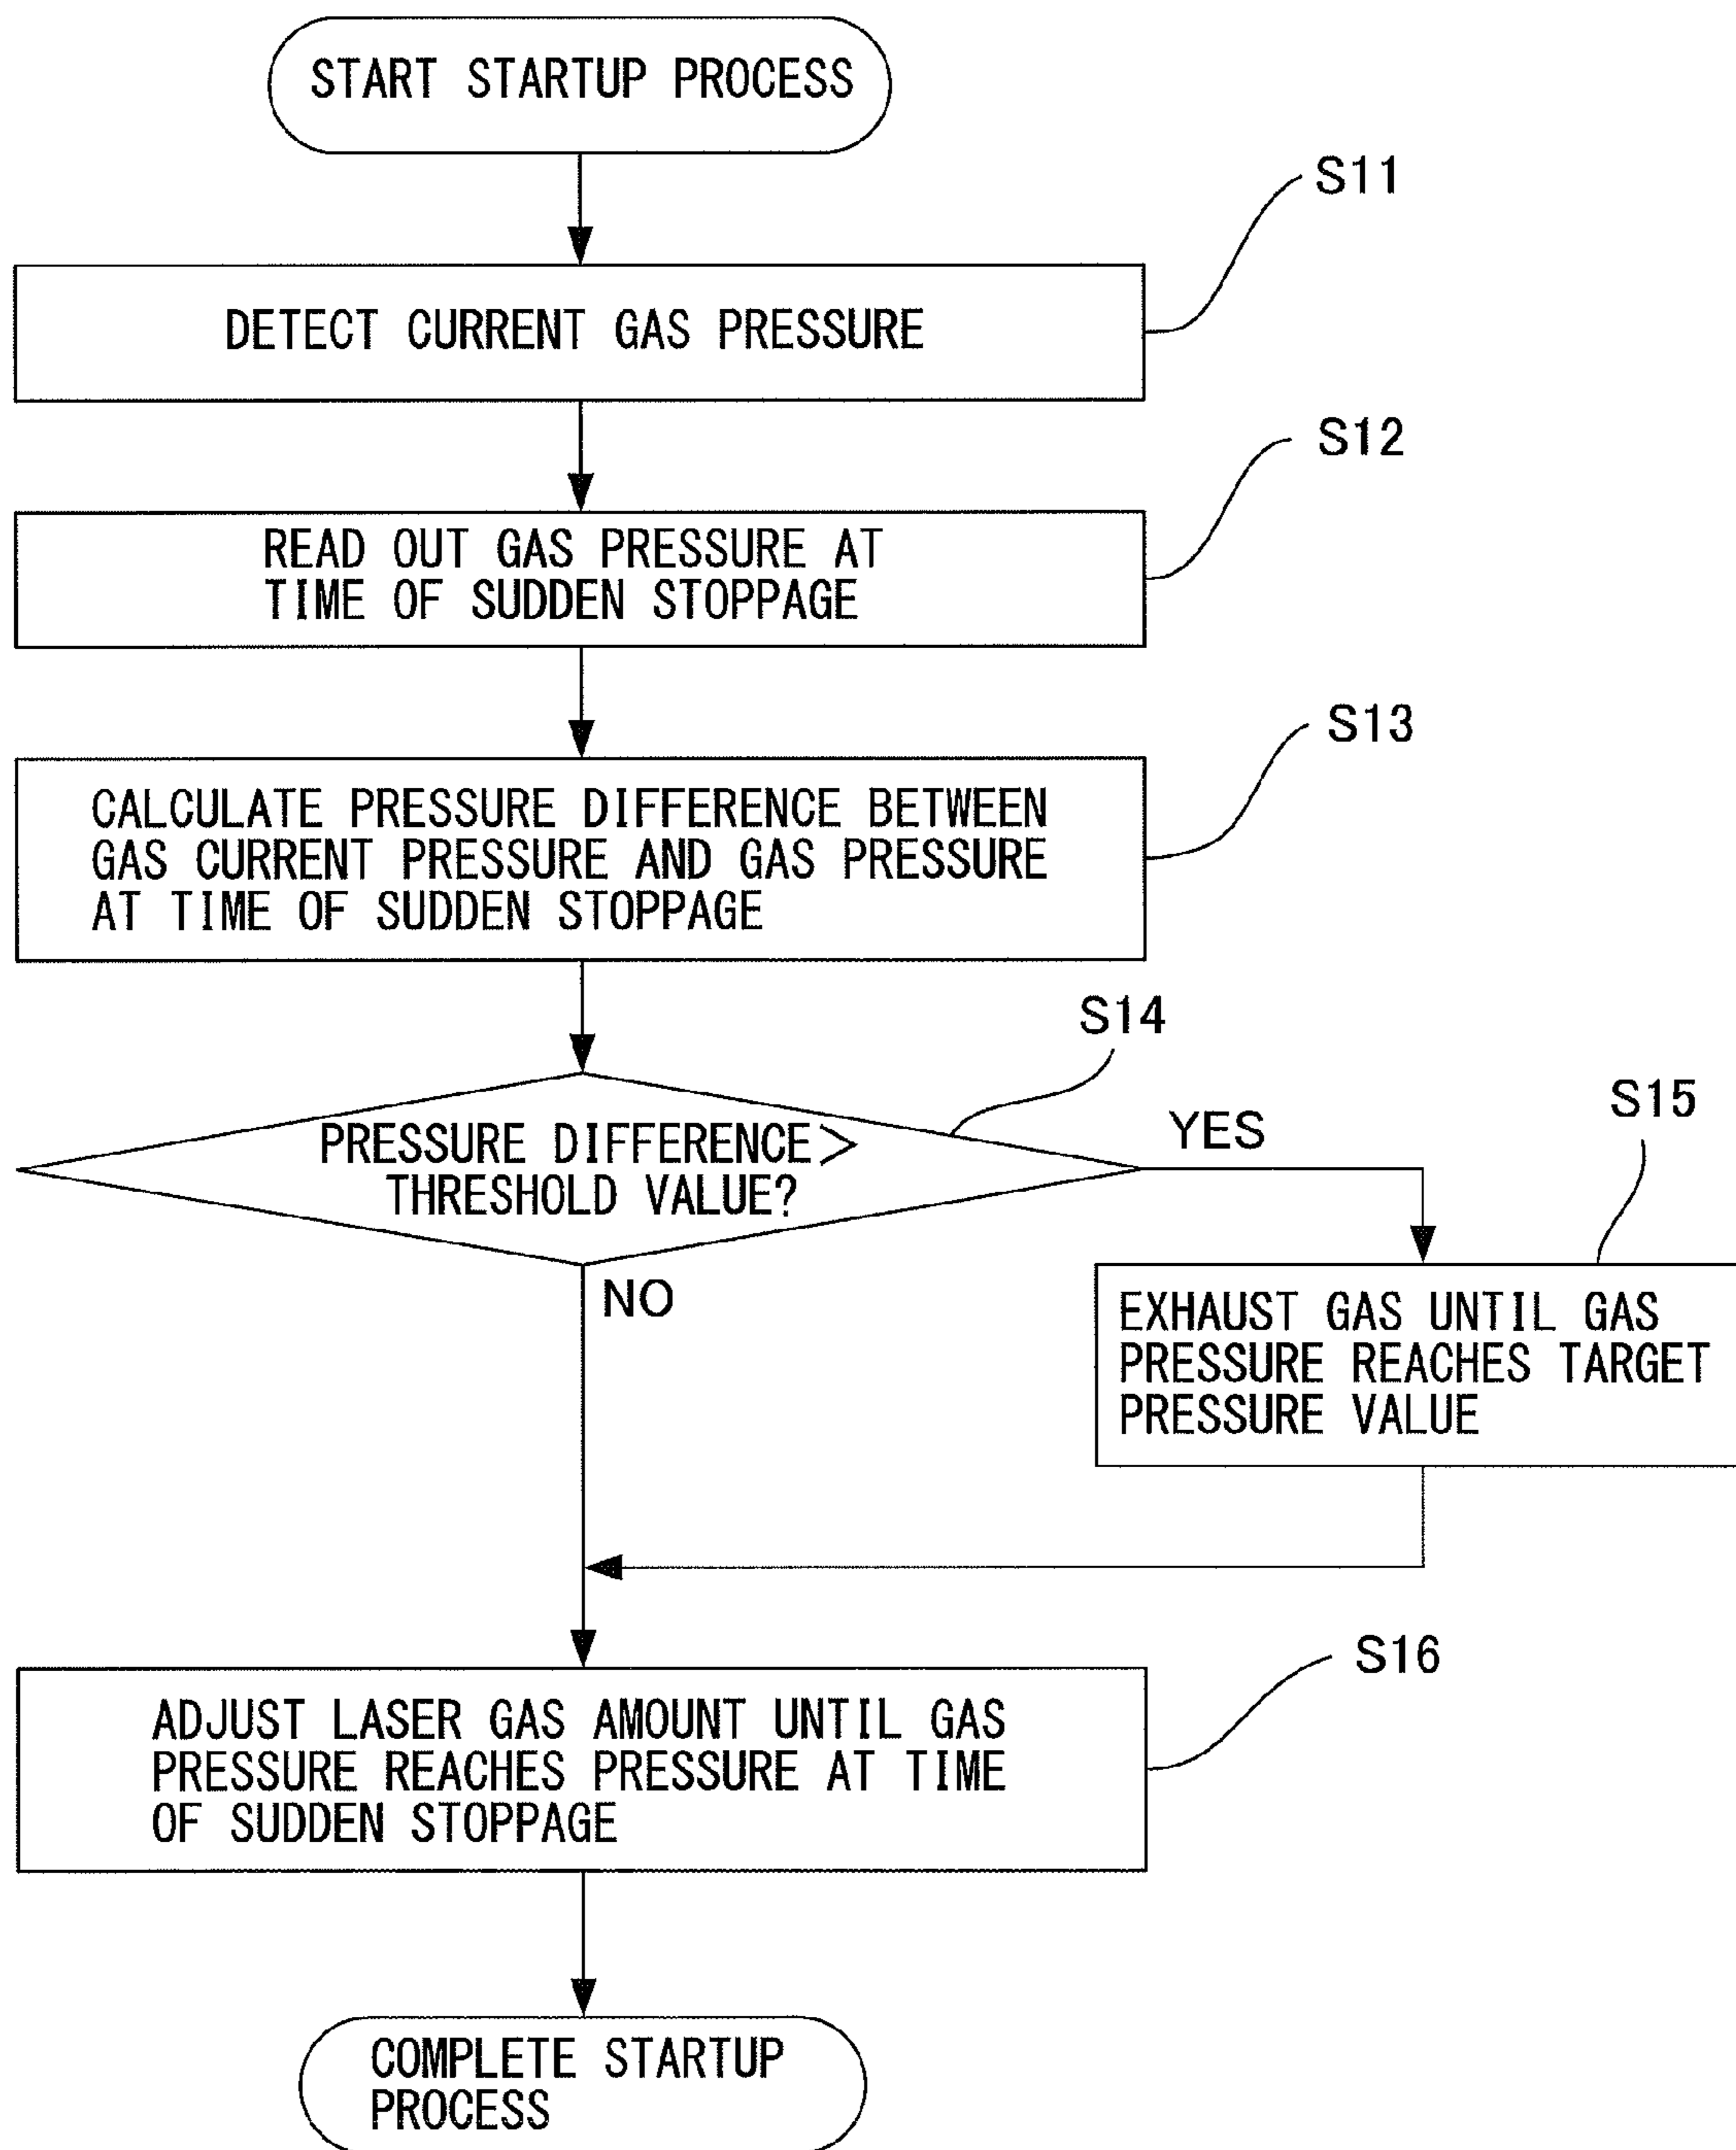 START STARTUP PROCESS
S11
DETECT CURRENT GAS PRESSURE
S12
READ OUT GAS PRESSURE AT
TIME OF SUDDEN STOPPAGE
S13
CALCULATE PRESSURE DIFFERENCE BETWEEN
GAS CURRENT PRESSURE AND GAS PRESSURE
AT TIME OF SUDDEN STOPPAGE
S14
PRESSURE DIFFERENCE>
THRESHOLD VALUE?
YES
S15
NO
EXHAUST GAS UNTIL GAS
PRESSURE REACHES TARGET
PRESSURE VALUE
S16
ADJUST LASER GAS AMOUNT UNTIL GAS
PRESSURE REACHES PRESSURE AT TIME
OF SUDDEN STOPPAGE
COMPLETE STARTUP
PROCESS